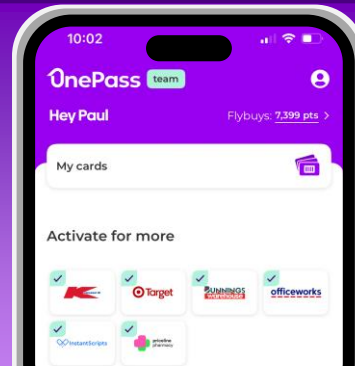 10:02
OnePass team
Hey Paul
Flybuys: 7,399 pts >
My cards
Activate for more
Kmart
Target
BUNNINGS warehouse
officeworks
InstantScripts
priceline pharmacy